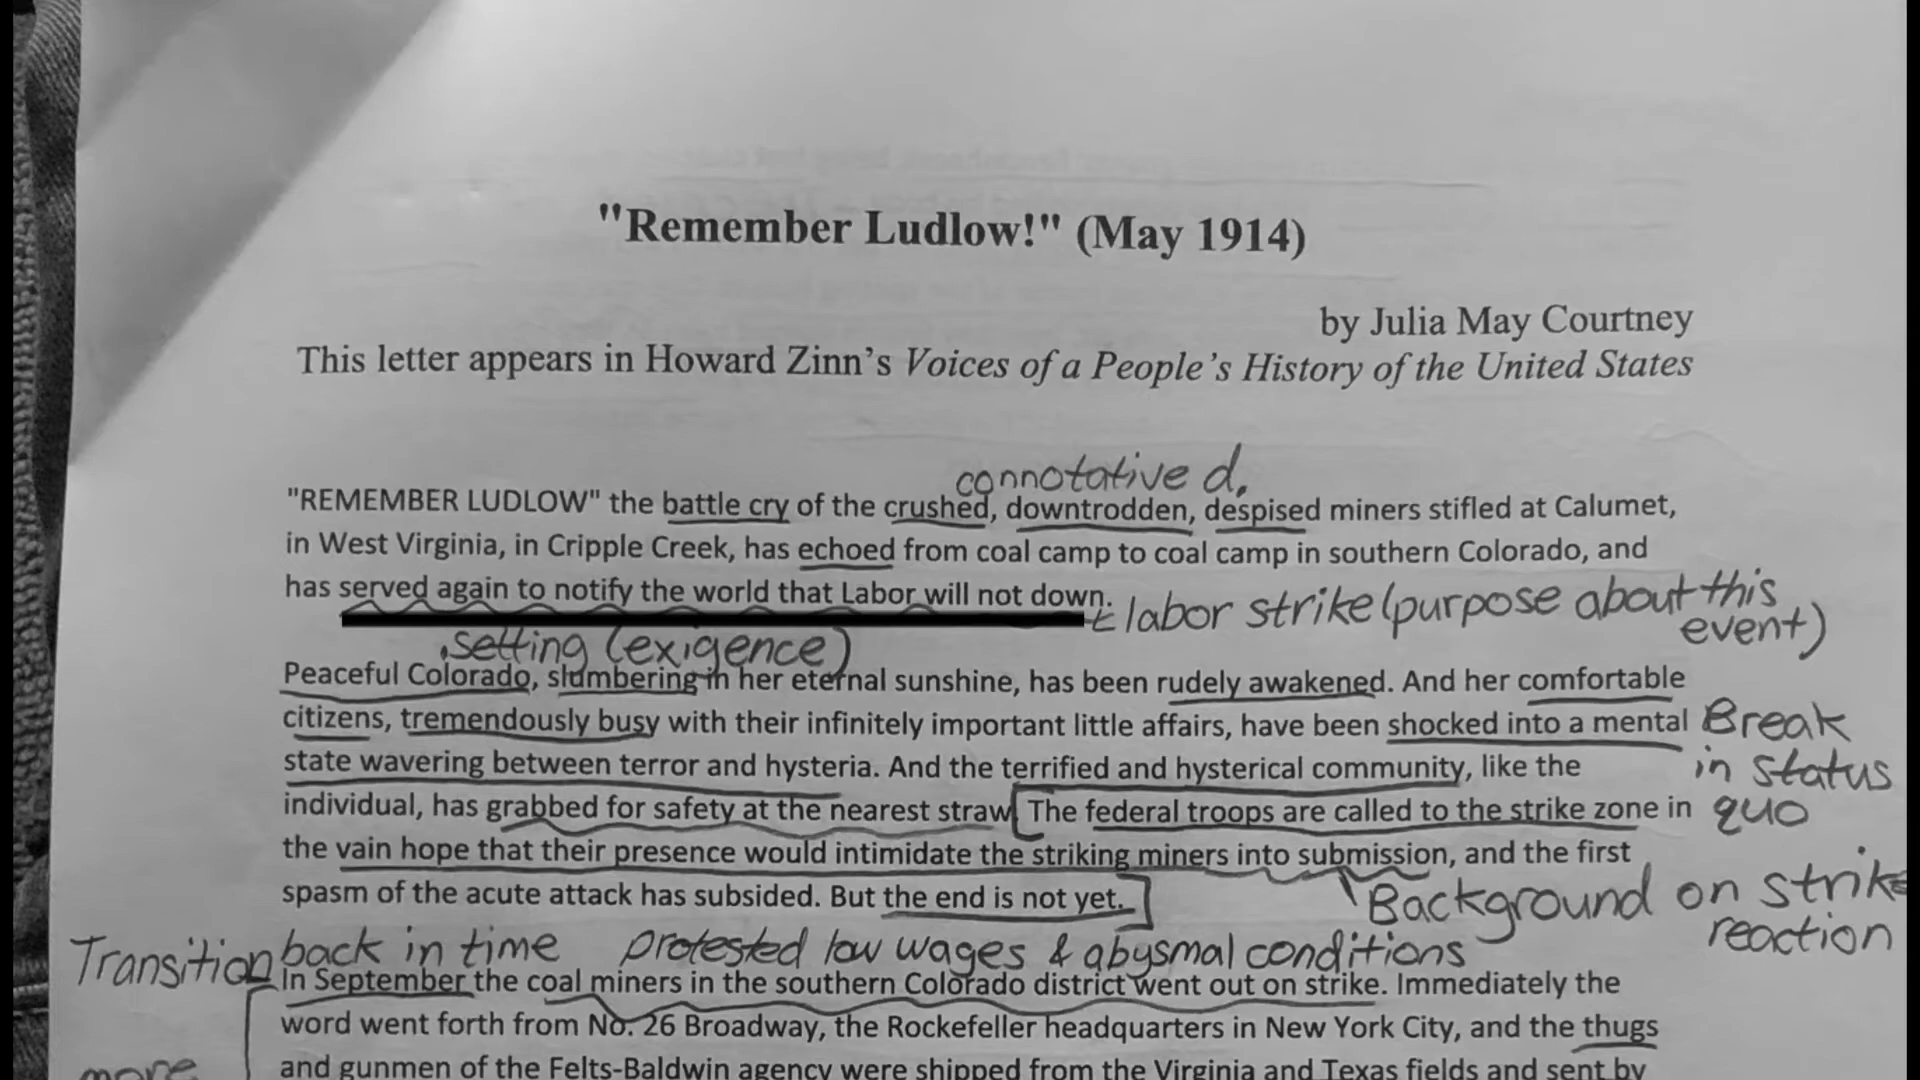 "Remember Ludlow!" (May 1914)
by Julia May Courtney
This letter appears in Howard Zinn's Voices of a People's History of the United States
connotative d.
"REMEMBER LUDLOW" the battle cry of the crushed, downtrodden, despised miners stifled at Calumet,
in West Virginia, in Cripple Creek, has echoed from coal camp to coal camp in southern Colorado, and
has served again to notify the world that Labor will not down.
labor strike (purpose about this
event)
setting (exigence)
Peaceful Colorado, slumbering in her eternal sunshine, has been rudely awakened. And her comfortable
citizens, tremendously busy with their infinitely important little affairs, have been shocked into a mental
Break
state wavering between terror and hysteria. And the terrified and hysterical community, like the
in status
individual, has grabbed for safety at the nearest straw. The federal troops are called to the strike zone in
quo
the vain hope that their presence would intimidate the striking miners into submission, and the first
spasm of the acute attack has subsided. But the end is not yet.
Background on strike
reaction
Transition back in time
protested low wages & abysmal conditions
In September the coal miners in the southern Colorado district went out on strike. Immediately the
word went forth from No. 26 Broadway, the Rockefeller headquarters in New York City, and the thugs
more
and gunmen of the Felts-Baldwin agency were shipped from the Virginia and Texas fields and sent by